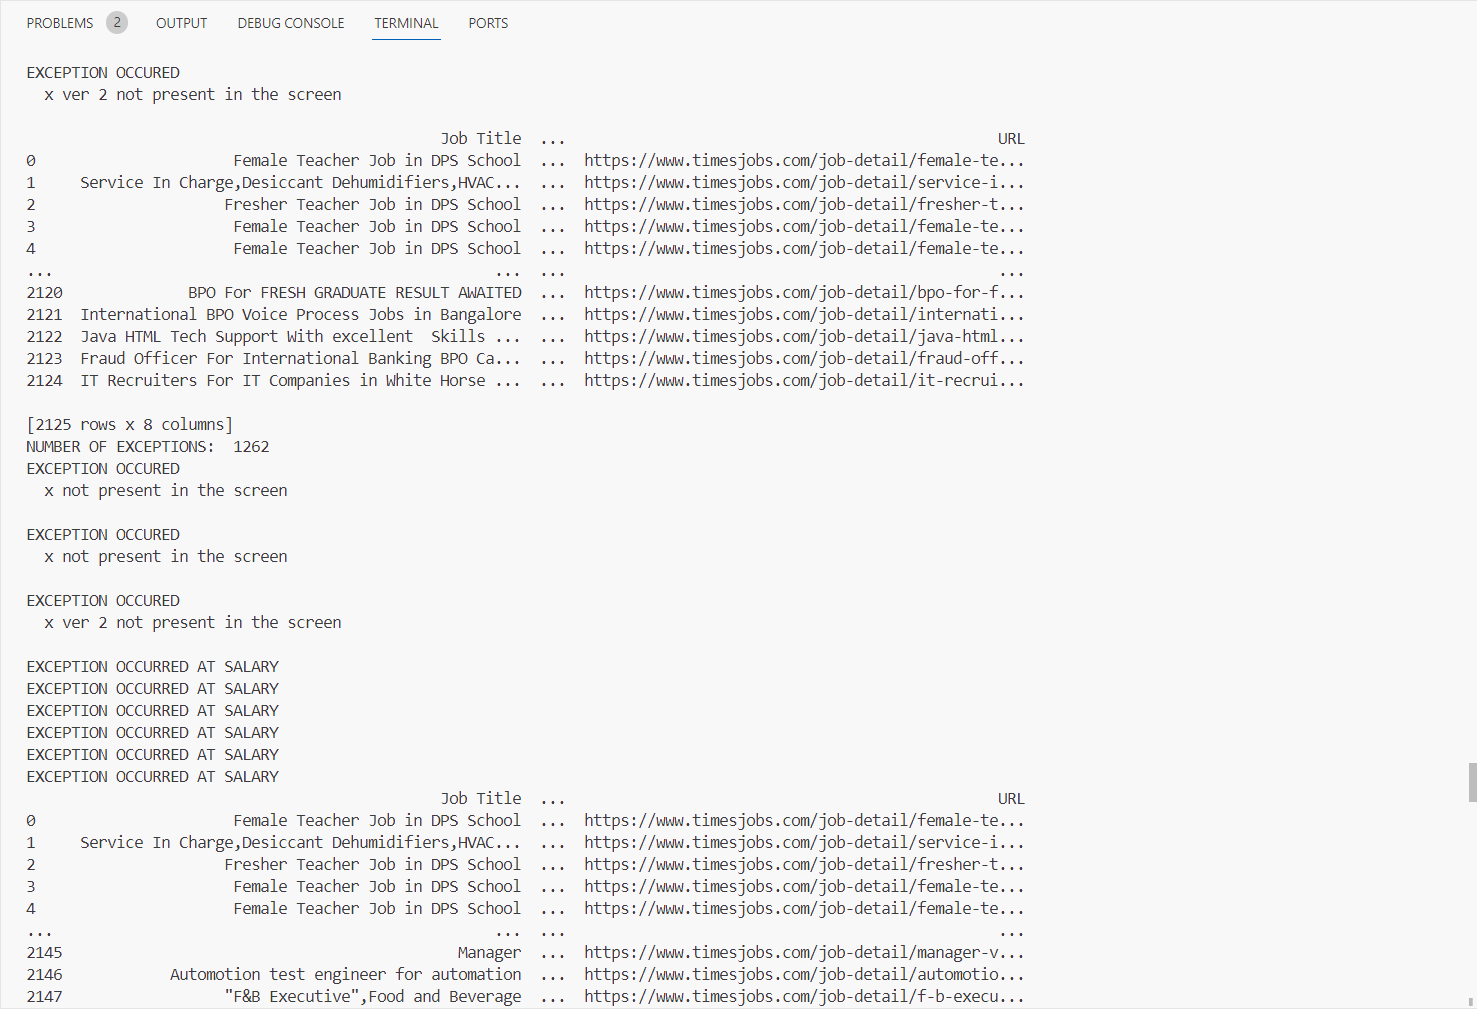 PROBLEMS 2 OUTPUT DEBUG CONSOLE TERMINAL PORTS
EXCEPTION OCCURED
x ver 2 not present in the screen
Job Title ... URL
0 Female Teacher Job in DPS School ... https://www.timesjobs.com/job-detail/female-te...
1 Service In Charge,Desiccant Dehumidifiers,HVAC... ... https://www.timesjobs.com/job-detail/service-i...
2 Fresher Teacher Job in DPS School ... https://www.timesjobs.com/job-detail/fresher-t...
3 Female Teacher Job in DPS School ... https://www.timesjobs.com/job-detail/female-te...
4 Female Teacher Job in DPS School ... https://www.timesjobs.com/job-detail/female-te...
... ... ... ...
2120 BPO For FRESH GRADUATE RESULT AWAITED ... https://www.timesjobs.com/job-detail/bpo-for-f...
2121 International BPO Voice Process Jobs in Bangalore ... https://www.timesjobs.com/job-detail/internati...
2122 Java HTML Tech Support With excellent  Skills ... ... https://www.timesjobs.com/job-detail/java-html...
2123 Fraud Officer For International Banking BPO Ca... ... https://www.timesjobs.com/job-detail/fraud-off...
2124 IT Recruiters For IT Companies in White Horse ... ... https://www.timesjobs.com/job-detail/it-recrui...
[2125 rows x 8 columns]
NUMBER OF EXCEPTIONS:  1262
EXCEPTION OCCURED
x not present in the screen
EXCEPTION OCCURED
x not present in the screen
EXCEPTION OCCURED
x ver 2 not present in the screen
EXCEPTION OCCURRED AT SALARY
EXCEPTION OCCURRED AT SALARY
EXCEPTION OCCURRED AT SALARY
EXCEPTION OCCURRED AT SALARY
EXCEPTION OCCURRED AT SALARY
EXCEPTION OCCURRED AT SALARY
Job Title ... URL
0 Female Teacher Job in DPS School ... https://www.timesjobs.com/job-detail/female-te...
1 Service In Charge,Desiccant Dehumidifiers,HVAC... ... https://www.timesjobs.com/job-detail/service-i...
2 Fresher Teacher Job in DPS School ... https://www.timesjobs.com/job-detail/fresher-t...
3 Female Teacher Job in DPS School ... https://www.timesjobs.com/job-detail/female-te...
4 Female Teacher Job in DPS School ... https://www.timesjobs.com/job-detail/female-te...
... ... ... ...
2145 Manager ... https://www.timesjobs.com/job-detail/manager-v...
2146 Automotion test engineer for automation ... https://www.timesjobs.com/job-detail/automotio...
2147 "F&B Executive",Food and Beverage ... https://www.timesjobs.com/job-detail/f-b-execu...